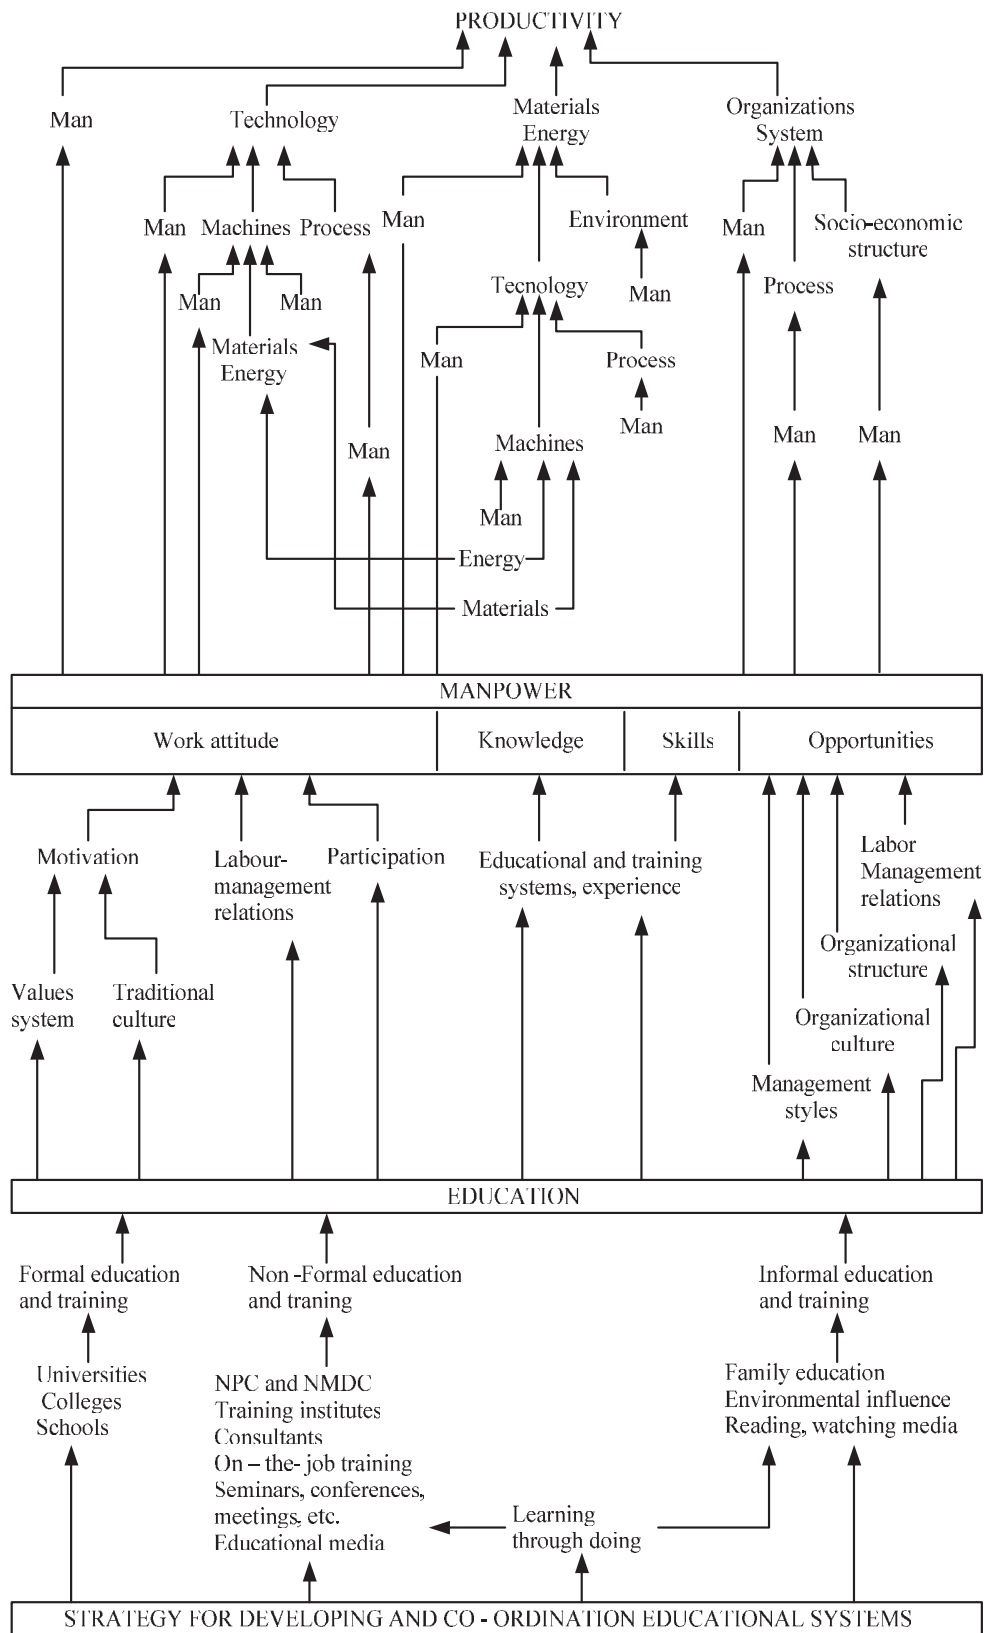 PRODUCTIVITY
Man
Technology
Materials
Energy
Organizations
System
Man
Machines
Process
Man
Environment
Man
Socio-economic
structure
Man
Man
Tecnology
Man
Process
Materials
Energy
Man
Process
Man
Man
Machines
Man
Man
Man
Energy
Materials
MANPOWER
Work attitude
Knowledge
Skills
Opportunities
Motivation
Labour-
management
relations
Participation
Educational and training
systems, experience
Labor
Management
relations
Organizational
structure
Values
system
Traditional
culture
Organizational
culture
Management
styles
EDUCATION
Formal education
and training
Non -Formal education
and traning
Informal education
and training
Universities
Colleges
Schools
NPC and NMDC
Training institutes
Consultants
On – the- job training
Seminars, conferences,
meetings, etc.
Educational media
Family education
Environmental influence
Reading, watching media
Learning
through doing
STRATEGY FOR DEVELOPING AND CO - ORDINATION EDUCATIONAL SYSTEMS